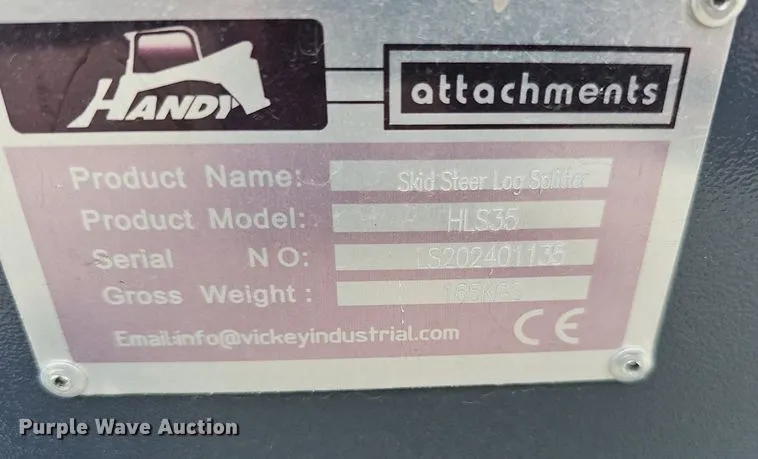 HANDY attachments
Product Name: Skid Steer Log Splitter
Product Model: HLS35
Serial NO: LS202401135
Gross Weight:
Email:info@vickeyindustrial.com CE
Purple Wave Auction